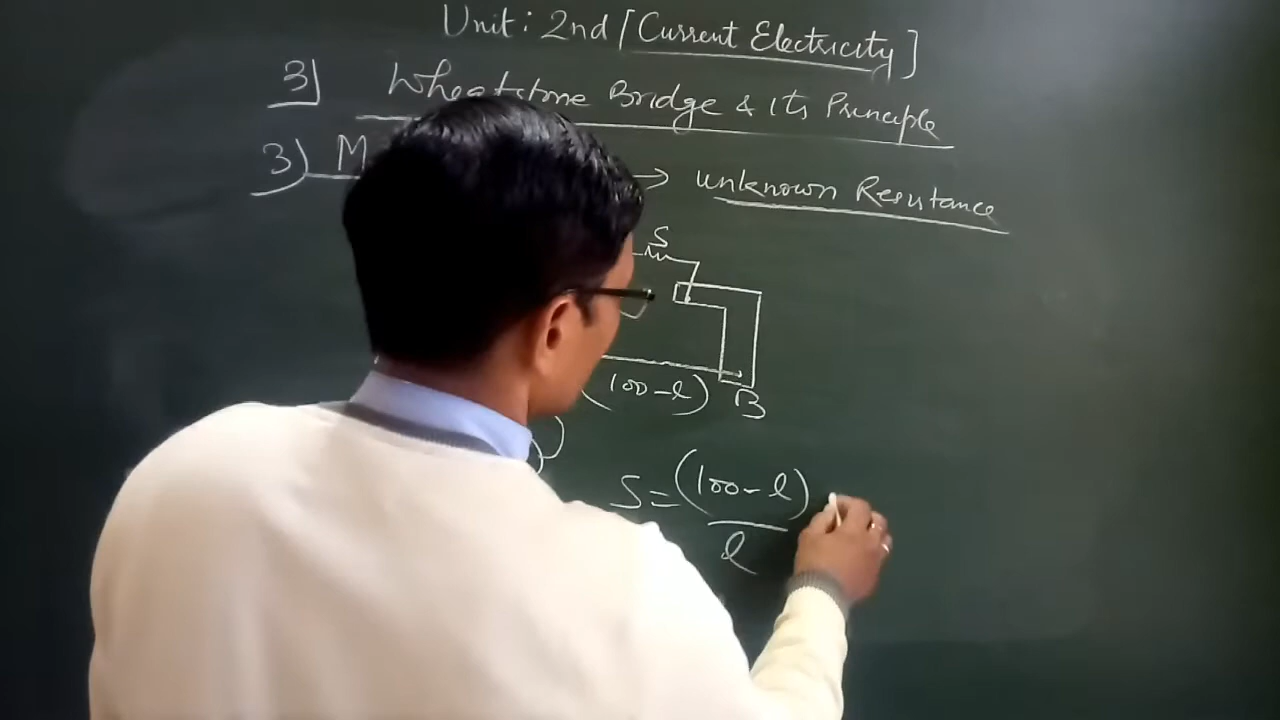 Unit: 2nd [Current Electricity]
3] Wheatstone Bridge & its Principle
3) M → unknown Resistance
S
(100-l) B
S = (100-l)
l